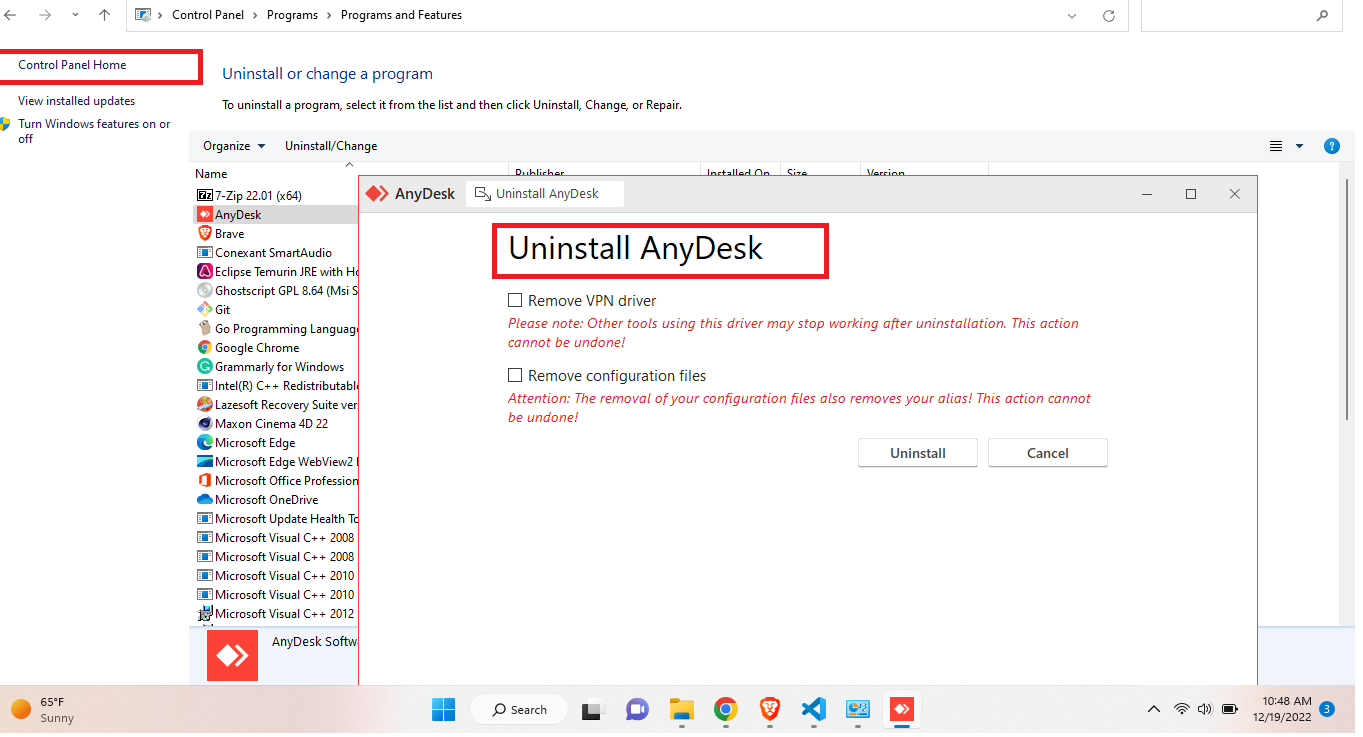 Control Panel > Programs > Programs and Features
Control Panel Home
View installed updates
Turn Windows features on or
off
Uninstall or change a program
To uninstall a program, select it from the list and then click Uninstall, Change, or Repair.
Organize Uninstall/Change
Name Publisher Installed On Size Version
7-Zip 22.01 (x64)
AnyDesk
Brave
Conexant SmartAudio
Eclipse Temurin JRE with Ho
Ghostscript GPL 8.64 (Msi S
Git
Go Programming Language
Google Chrome
Grammarly for Windows
Intel(R) C++ Redistributable
Lazesoft Recovery Suite ver
Maxon Cinema 4D 22
Microsoft Edge
Microsoft Edge WebView2
Microsoft Office Profession
Microsoft OneDrive
Microsoft Update Health To
Microsoft Visual C++ 2008
Microsoft Visual C++ 2008
Microsoft Visual C++ 2010
Microsoft Visual C++ 2010
Microsoft Visual C++ 2012
AnyDesk Softwa
AnyDesk Uninstall AnyDesk
Uninstall AnyDesk
Remove VPN driver
Please note: Other tools using this driver may stop working after uninstallation. This action
cannot be undone!
Remove configuration files
Attention: The removal of your configuration files also removes your alias! This action cannot
be undone!
Uninstall Cancel
65°F
Sunny
Search
10:48 AM
12/19/2022
3